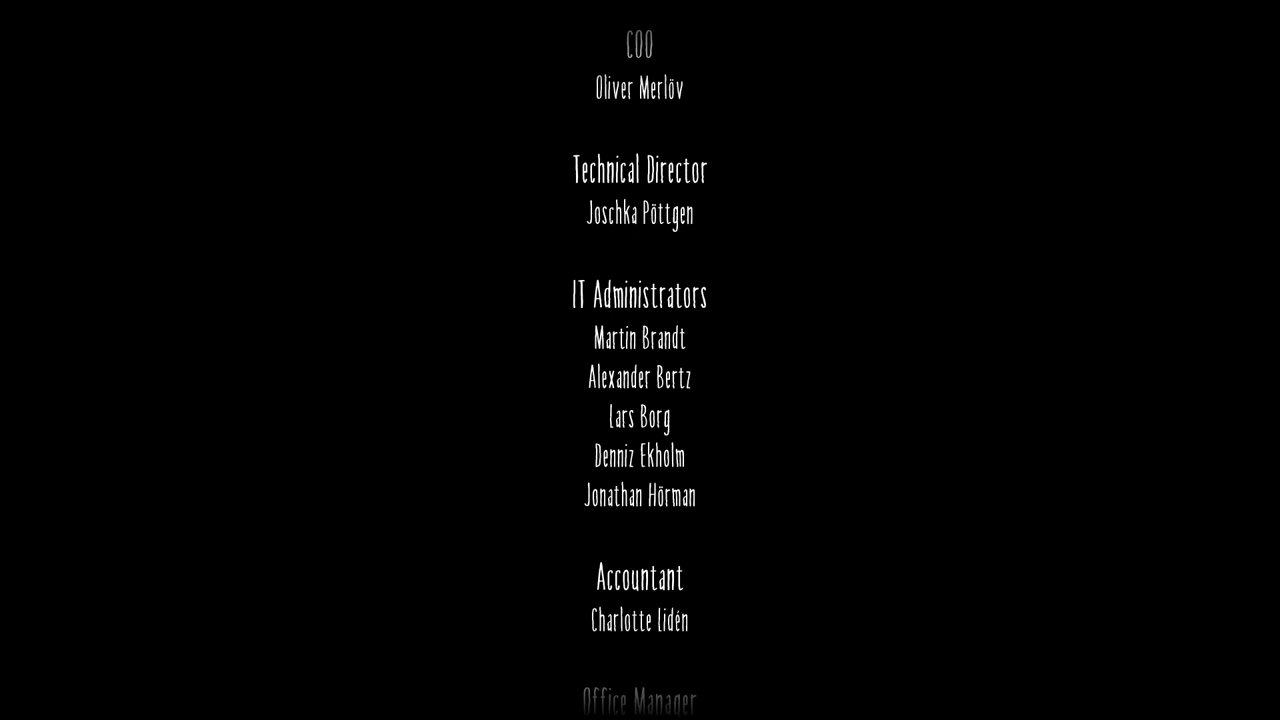 COO
Oliver Merlöv
Technical Director
Joschka Pöttgen
IT Administrators
Martin Brandt
Alexander Bertz
Lars Borg
Denniz Ekholm
Jonathan Hörman
Accountant
Charlotte Lidén
Office Manager